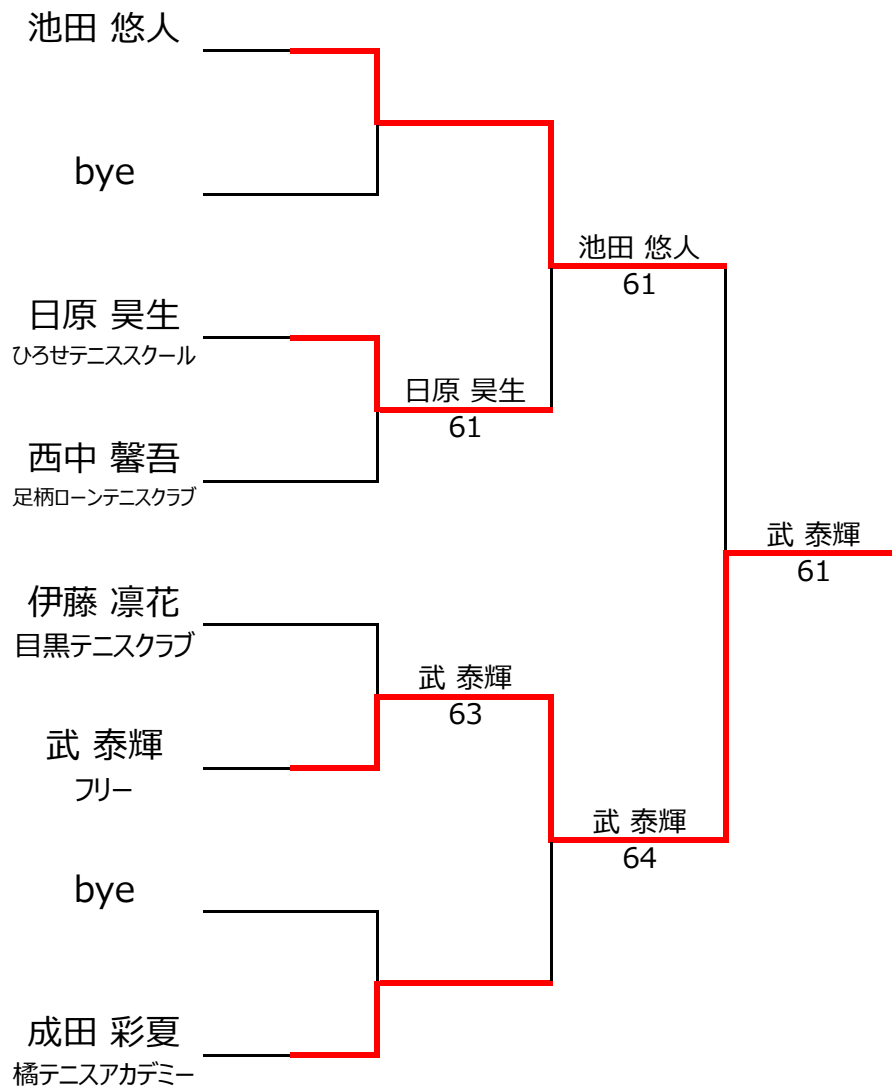 池田 悠人
bye
池田 悠人
61
日原 昊生
ひろせテニススクール
日原 昊生
61
西中 馨吾
足柄ローンテニスクラブ
武 泰輝
61
伊藤 凛花
目黒テニスクラブ
武 泰輝
63
武 泰輝
フリー
武 泰輝
64
bye
成田 彩夏
橘テニスアカデミー